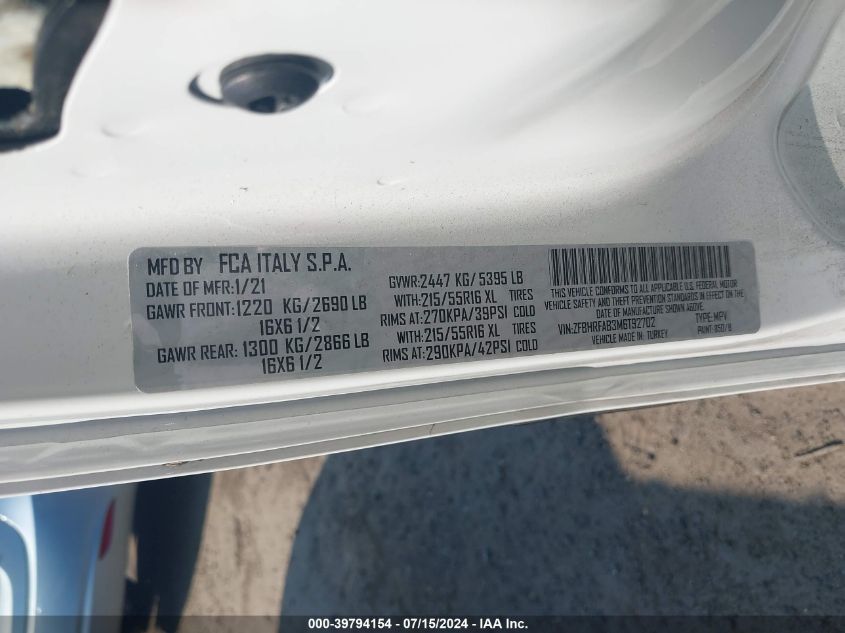 MFD BY FCA ITALY S.P.A.
DATE OF MFR:1/21
GAWR FRONT:1220 KG/2690 LB
16X6 1/2
GAWR REAR: 1300 KG/2866 LB
16X6 1/2
GVWR:2447 KG/5395 LB
WITH:215/55R16 XL TIRES
RIMS AT:270KPA/39PSI COLD
WITH:215/55R16 XL TIRES
RIMS AT:290KPA/42PSI COLD
THIS VEHICLE CONFORMS TO ALL APPLICABLE U.S. FEDERAL MOTOR
VEHICLE SAFETY AND THEFT PREVENTION STANDARDS IN EFFECT ON THE
DATE OF MANUFACTURE SHOWN ABOVE.
VIN:ZFBHRFAB3M6T92702 TYPE: MPV
VEHICLE MADE IN: TURKEY PAINT:
000-39794154 07/15/2024 - IAA Inc.